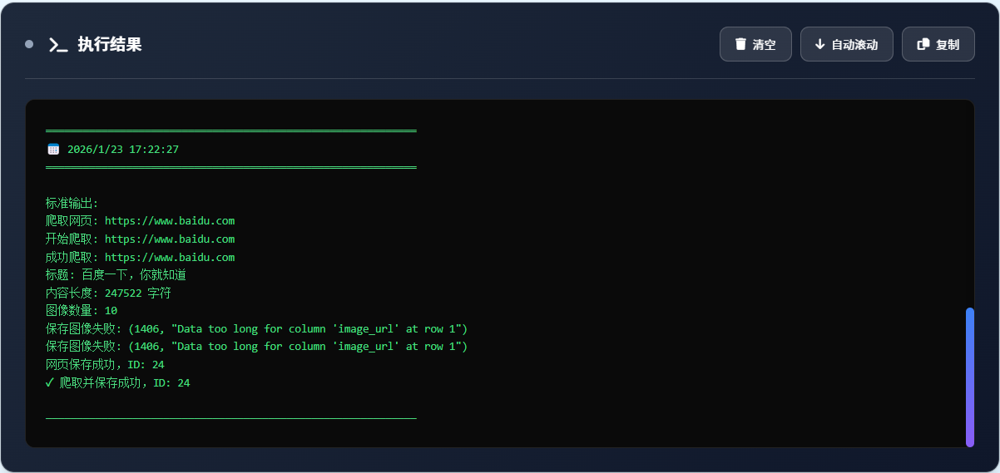 执行结果
清空
自动滚动
复制
2026/1/23 17:22:27
标准输出:
爬取网页: https://www.baidu.com
开始爬取: https://www.baidu.com
成功爬取: https://www.baidu.com
标题: 百度一下，你就知道
内容长度: 247522 字符
图像数量: 10
保存图像失败: (1406, "Data too long for column 'image_url' at row 1")
保存图像失败: (1406, "Data too long for column 'image_url' at row 1")
网页保存成功，ID: 24
✓ 爬取并保存成功，ID: 24